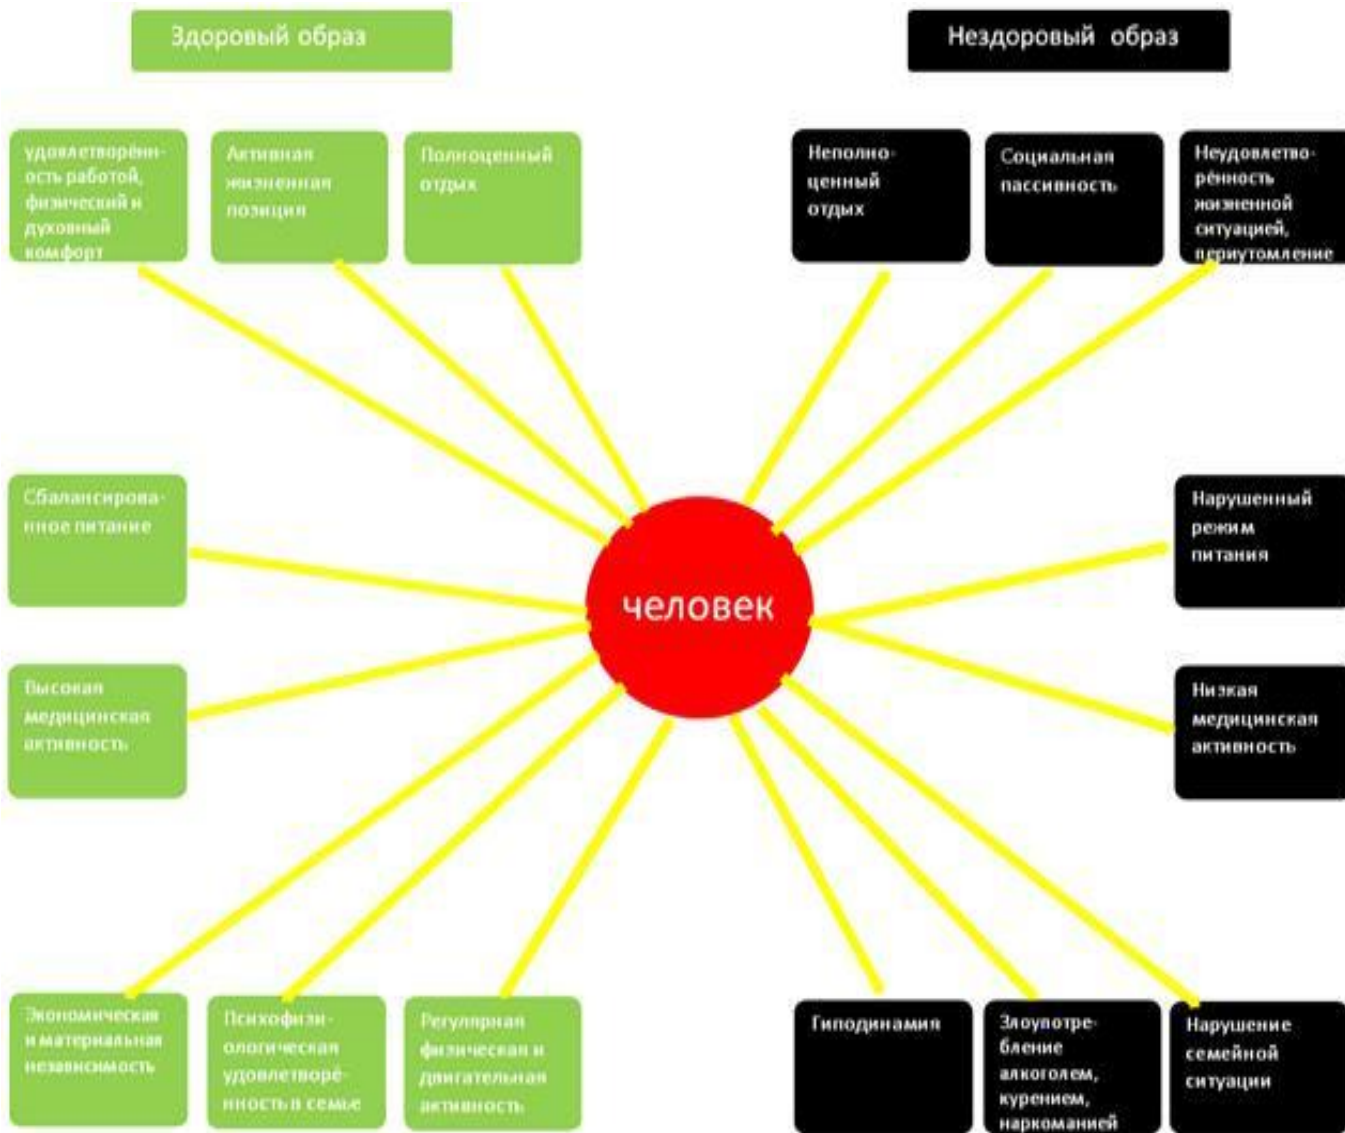 Здоровый образ
Нездоровый образ
удовлетворённ-
ость работой,
физический и
духовный
комфорт
Активная
жизненная
позиция
Полноценный
отдых
Неполно-
ценный
отдых
Социальная
пассивность
Неудовлетво-
рённость
жизненной
ситуацией,
периутомление
Сбалансирова-
нное питание
Нарушенный
режим
питания
человек
Высокая
медицинская
активность
Низкая
медицинская
активность
Экономическая
и материальная
независимость
Психофизи-
ологическая
удовлетворё-
нность в семье
Регулярная
физическая и
двигательная
активность
Гиподинамия
Злоупотре-
бление
алкоголем,
курением,
наркоманией
Нарушение
семейной
ситуации